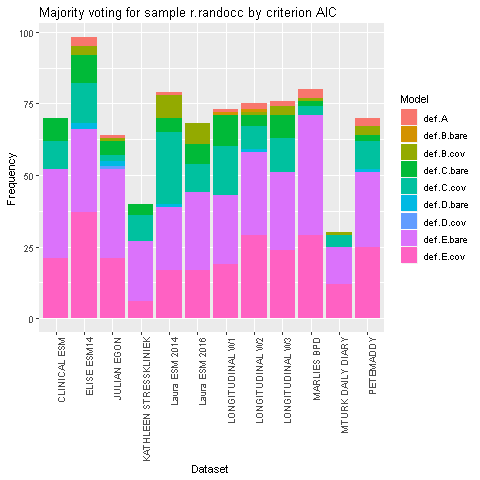 Majority voting for sample r.randocc by criterion AIC
100
75
50
25
0
Frequency
CLINICAL ESM
ELISE ESM14
JULIAN EGON
KATHLEEN STRESSKLINIEK
Laura ESM 2014
Laura ESM 2016
LONGITUDINAL W1
LONGITUDINAL W2
LONGITUDINAL W3
MARLIES BPD
MTURK DAILY DIARY
PETEMADDY
Dataset
Model
def.A
def.B.bare
def.B.cov
def.C.bare
def.C.cov
def.D.bare
def.D.cov
def.E.bare
def.E.cov